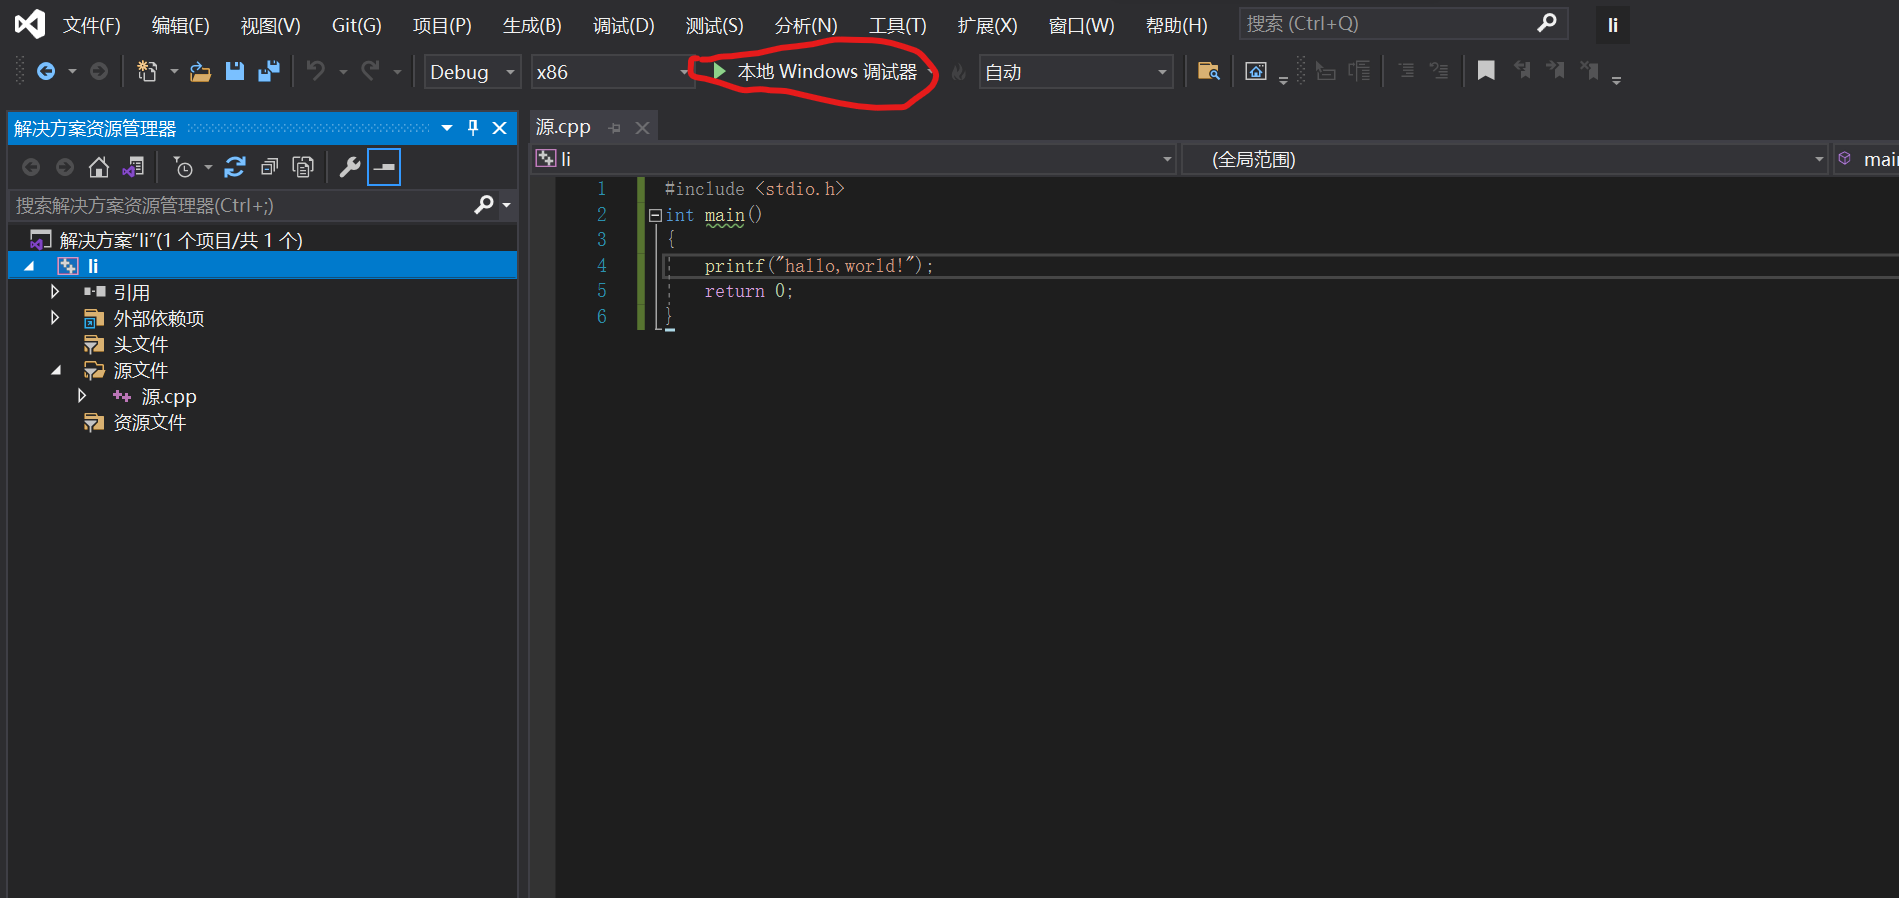 文件(F) 编辑(E) 视图(V) Git(G) 项目(P) 生成(B) 调试(D) 测试(S) 分析(N) 工具(T) 扩展(X) 窗口(W) 帮助(H) 搜索 (Ctrl+Q) li
Debug x86 本地 Windows 调试器 自动
解决方案资源管理器
搜索解决方案资源管理器(Ctrl+;)
解决方案"li"(1 个项目/共 1 个)
li
引用
外部依赖项
头文件
源文件
源.cpp
资源文件
源.cpp
li (全局范围) mai
1 #include <stdio.h>
2 int main()
3 {
4 printf("hallo,world!");
5 return 0;
6 }